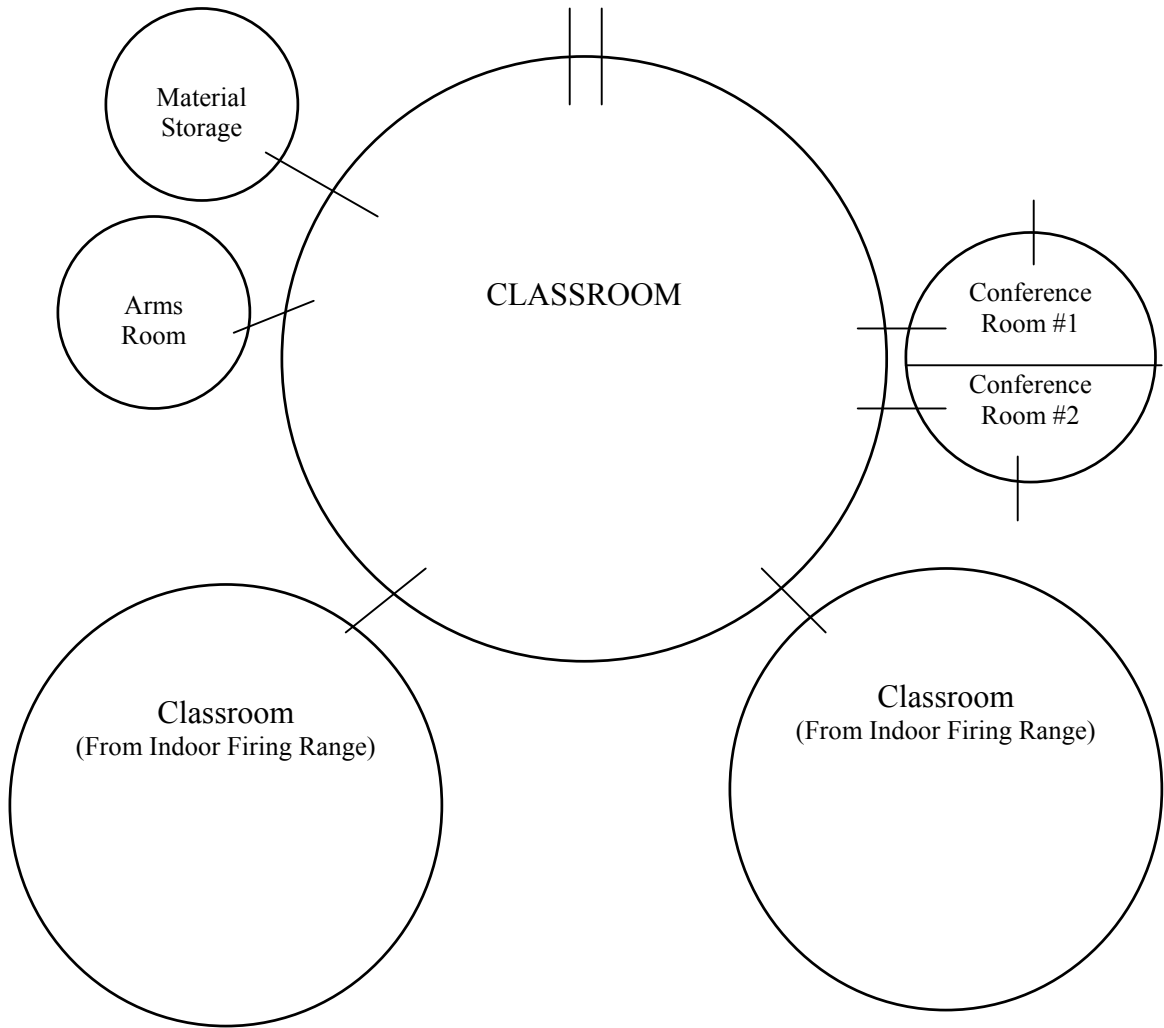 Material
Storage
Arms
Room
CLASSROOM
Conference
Room #1
Conference
Room #2
Classroom
(From Indoor Firing Range)
Classroom
(From Indoor Firing Range)